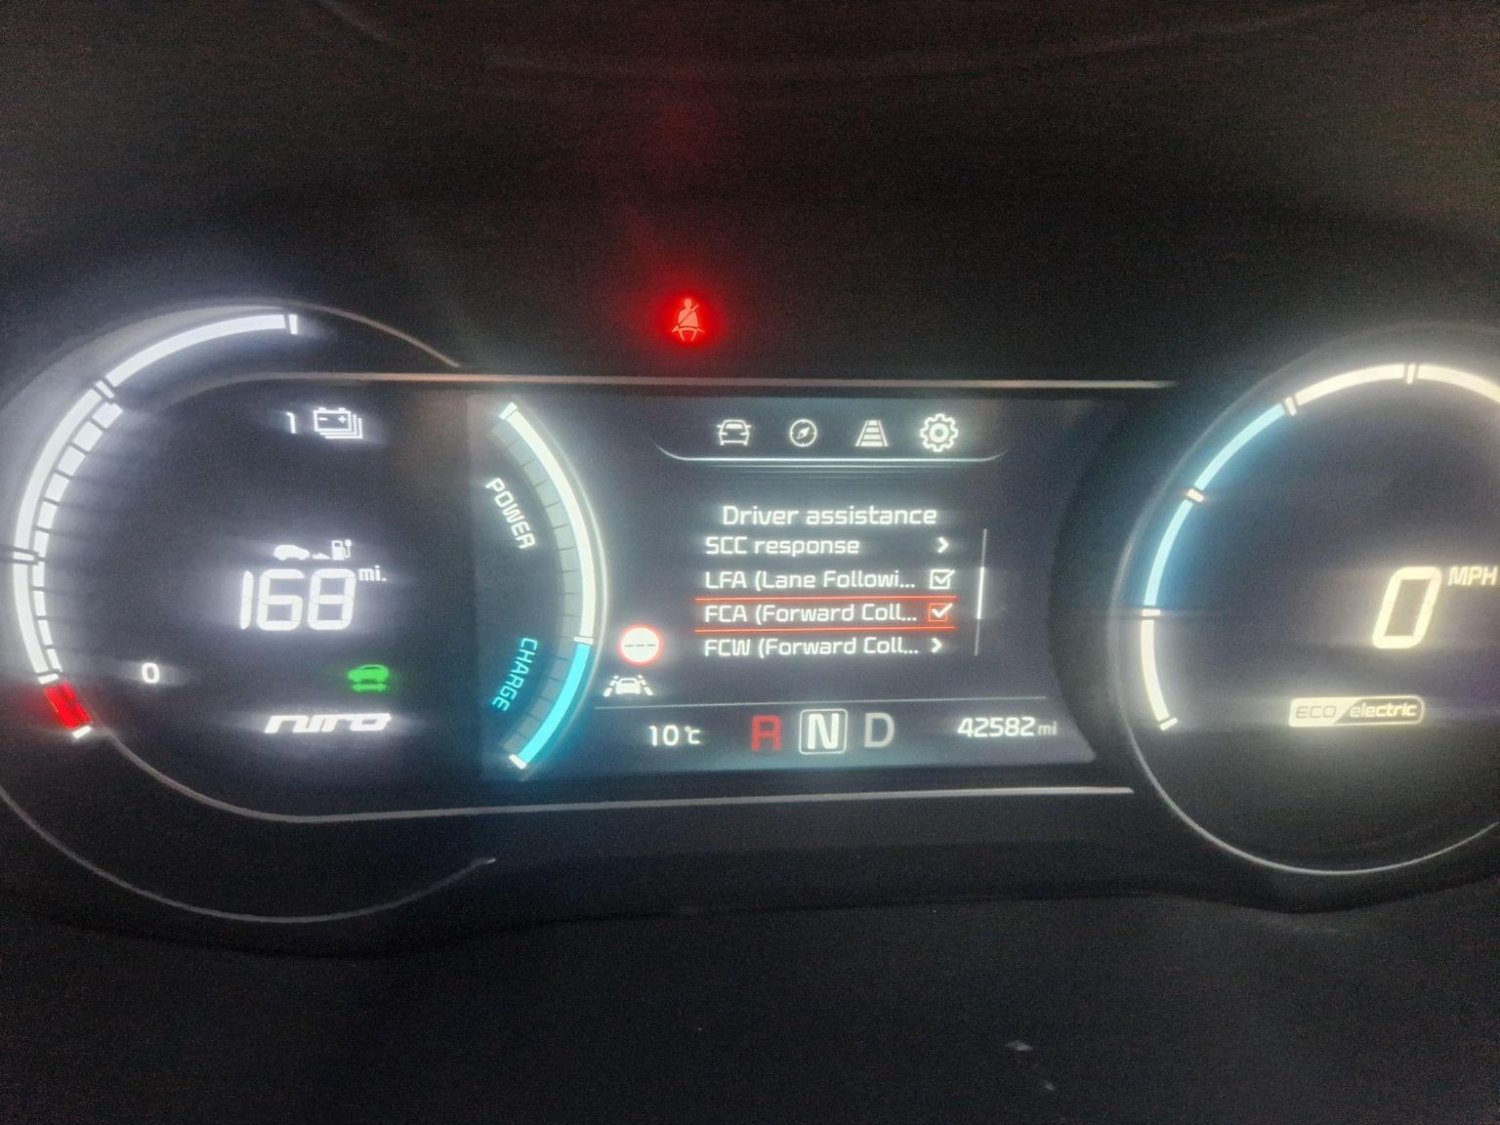 1
168 mi.
0
niro
POWER
CHARGE
Driver assistance
SCC response
LFA (Lane Followi...
FCA (Forward Coll...
FCW (Forward Coll...
10℃
R N D
42582 mi
0 MPH
ECO electric